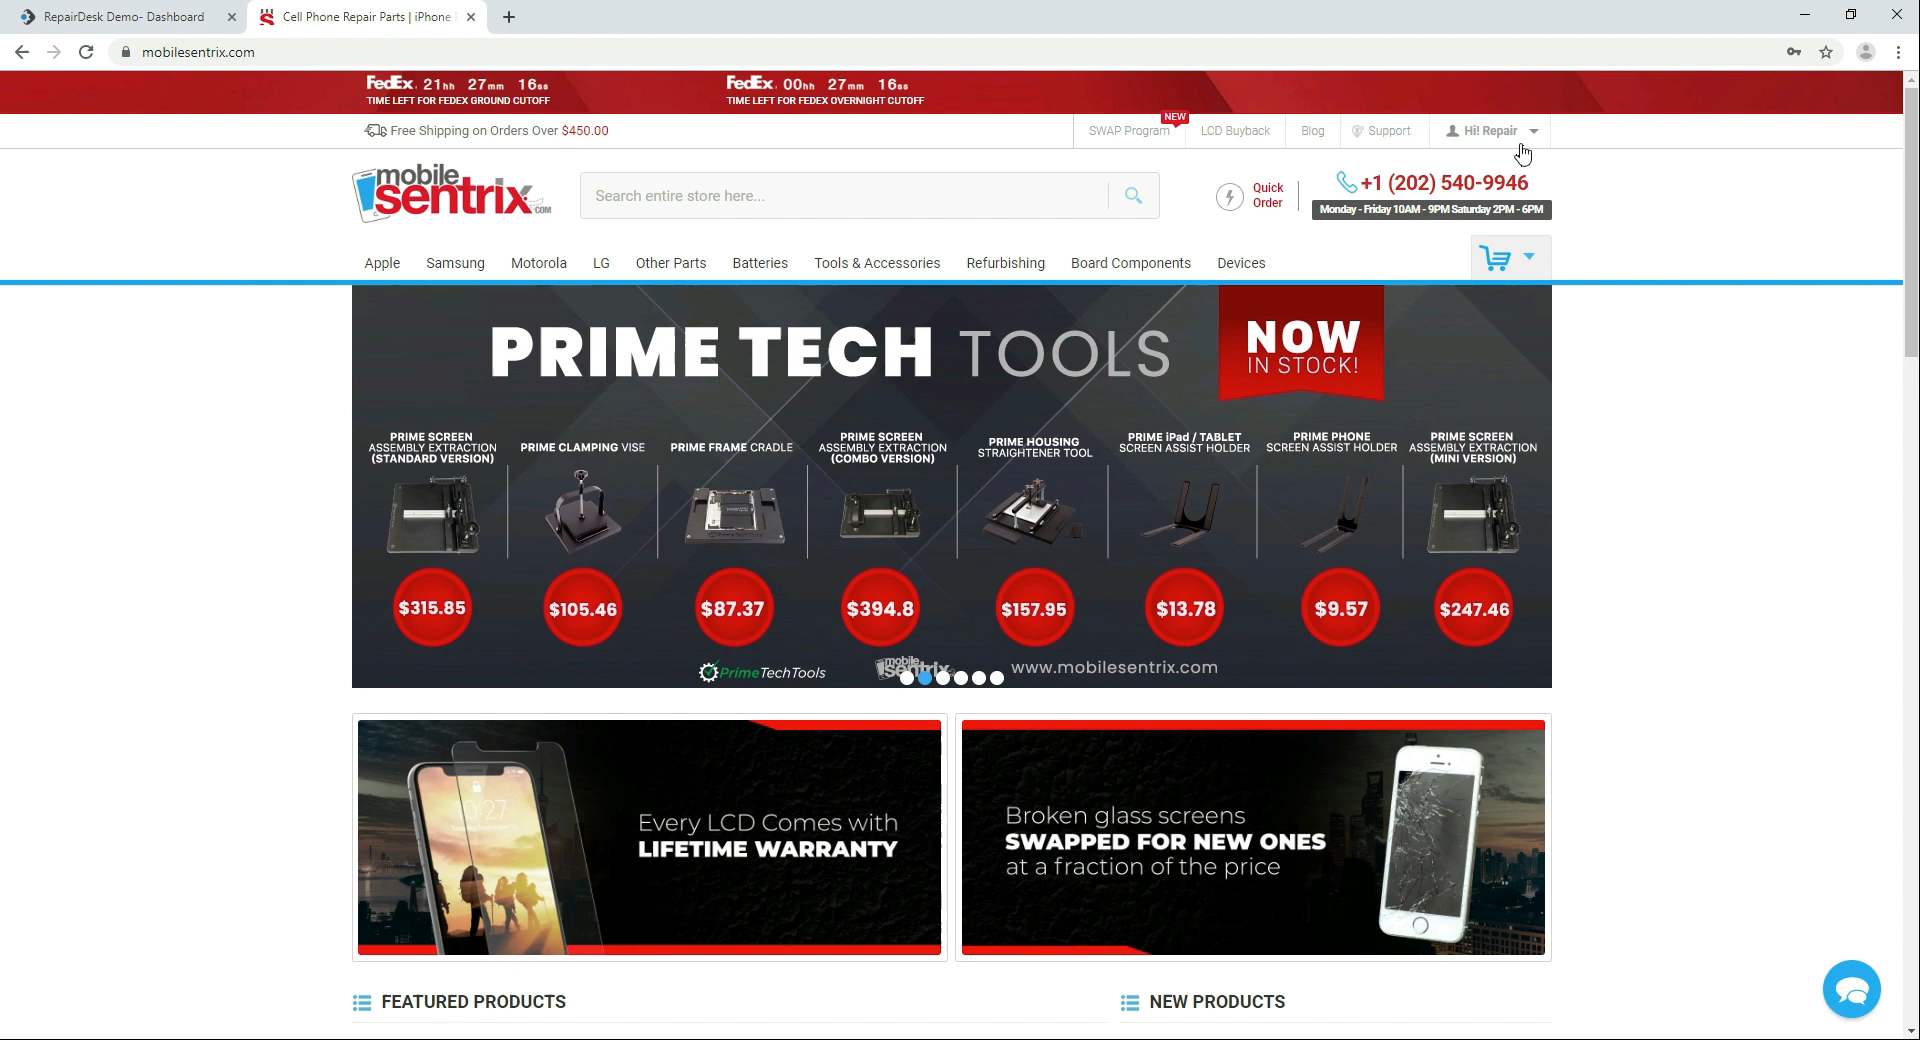 RepairDesk Demo- Dashboard
Cell Phone Repair Parts | iPhone
mobilesentrix.com
FedEx. 21hh 27mm 16ss
TIME LEFT FOR FEDEX GROUND CUTOFF
FedEx. 00hh 27mm 16ss
TIME LEFT FOR FEDEX OVERNIGHT CUTOFF
Free Shipping on Orders Over $450.00
SWAP Program
NEW
LCD Buyback
Blog
Support
Hi! Repair
mobile
sentrix.COM
Search entire store here...
Quick
Order
+1 (202) 540-9946
Monday - Friday 10AM - 9PM Saturday 2PM - 6PM
Apple Samsung Motorola LG Other Parts Batteries Tools & Accessories Refurbishing Board Components Devices
PRIME TECH TOOLS
NOW
IN STOCK!
PRIME SCREEN
ASSEMBLY EXTRACTION
(STANDARD VERSION)
PRIME CLAMPING VISE
PRIME FRAME CRADLE
PRIME SCREEN
ASSEMBLY EXTRACTION
(COMBO VERSION)
PRIME HOUSING
STRAIGHTENER TOOL
PRIME iPad / TABLET
SCREEN ASSIST HOLDER
PRIME PHONE
SCREEN ASSIST HOLDER
PRIME SCREEN
ASSEMBLY EXTRACTION
(MINI VERSION)
$315.85
$105.46
$87.37
$394.8
$157.95
$13.78
$9.57
$247.46
PrimeTechTools
mobile
sentrix
www.mobilesentrix.com
10:27
Every LCD Comes with
LIFETIME WARRANTY
Broken glass screens
SWAPPED FOR NEW ONES
at a fraction of the price
FEATURED PRODUCTS
NEW PRODUCTS